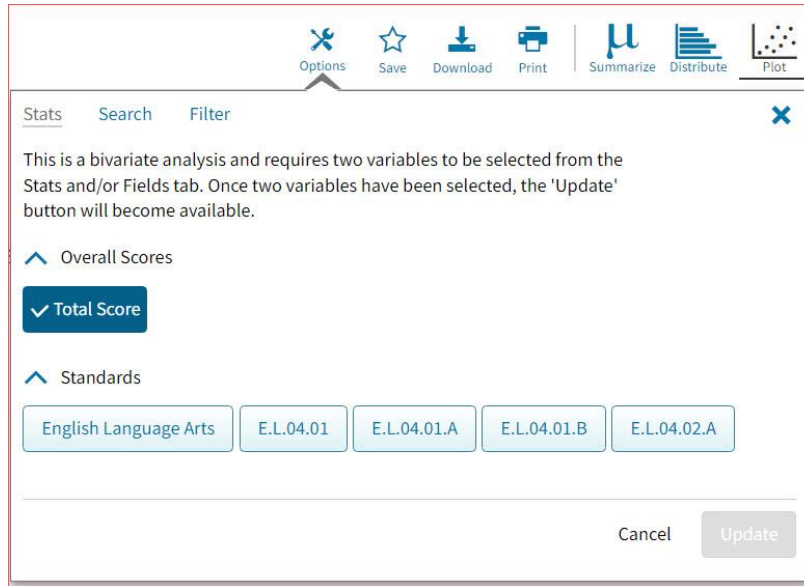 Options
Save
Download
Print
Summarize
Distribute
Plot
Stats
Search
Filter
This is a bivariate analysis and requires two variables to be selected from the
Stats and/or Fields tab. Once two variables have been selected, the 'Update'
button will become available.
Overall Scores
Total Score
Standards
English Language Arts
E.L.04.01
E.L.04.01.A
E.L.04.01.B
E.L.04.02.A
Cancel
Update